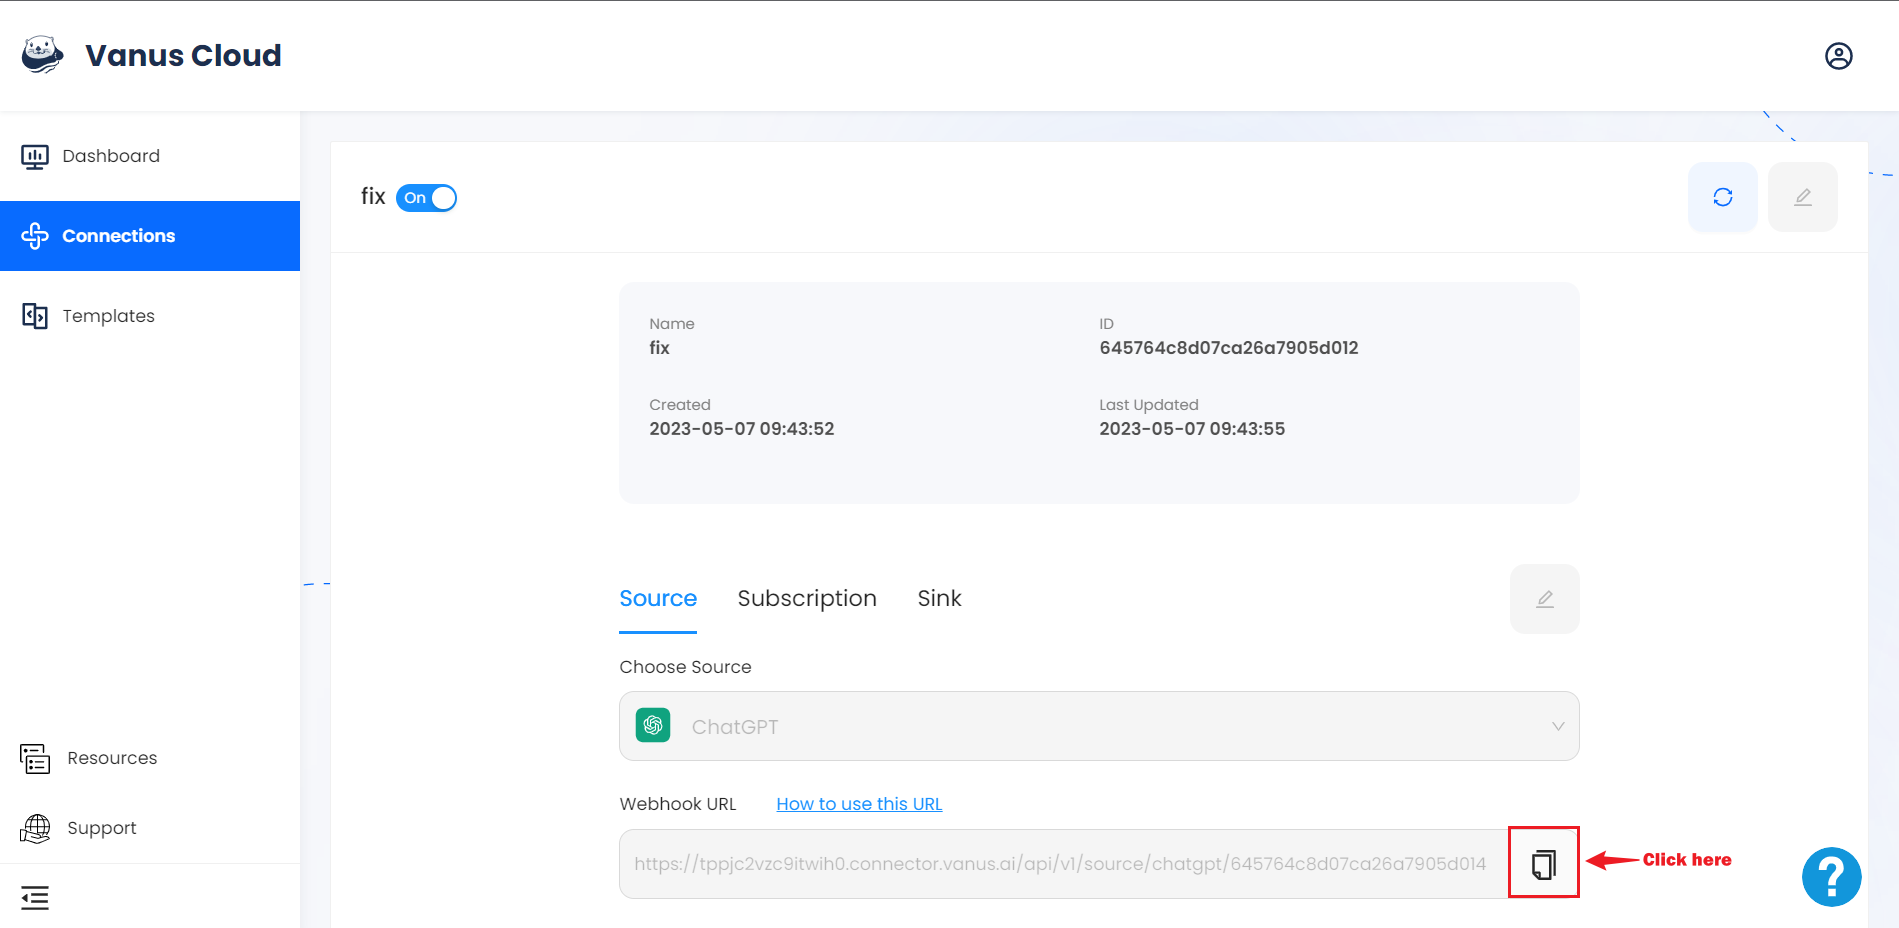 Vanus Cloud
Dashboard
Connections
Templates
Resources
Support
fix On
Name
fix
ID
645764c8d07ca26a7905d012
Created
2023-05-07 09:43:52
Last Updated
2023-05-07 09:43:55
Source Subscription Sink
Choose Source
ChatGPT
Webhook URL How to use this URL
https://tppjc2vzc9itwih0.connector.vanus.ai/api/v1/source/chatgpt/645764c8d07ca26a7905d014
Click here
?